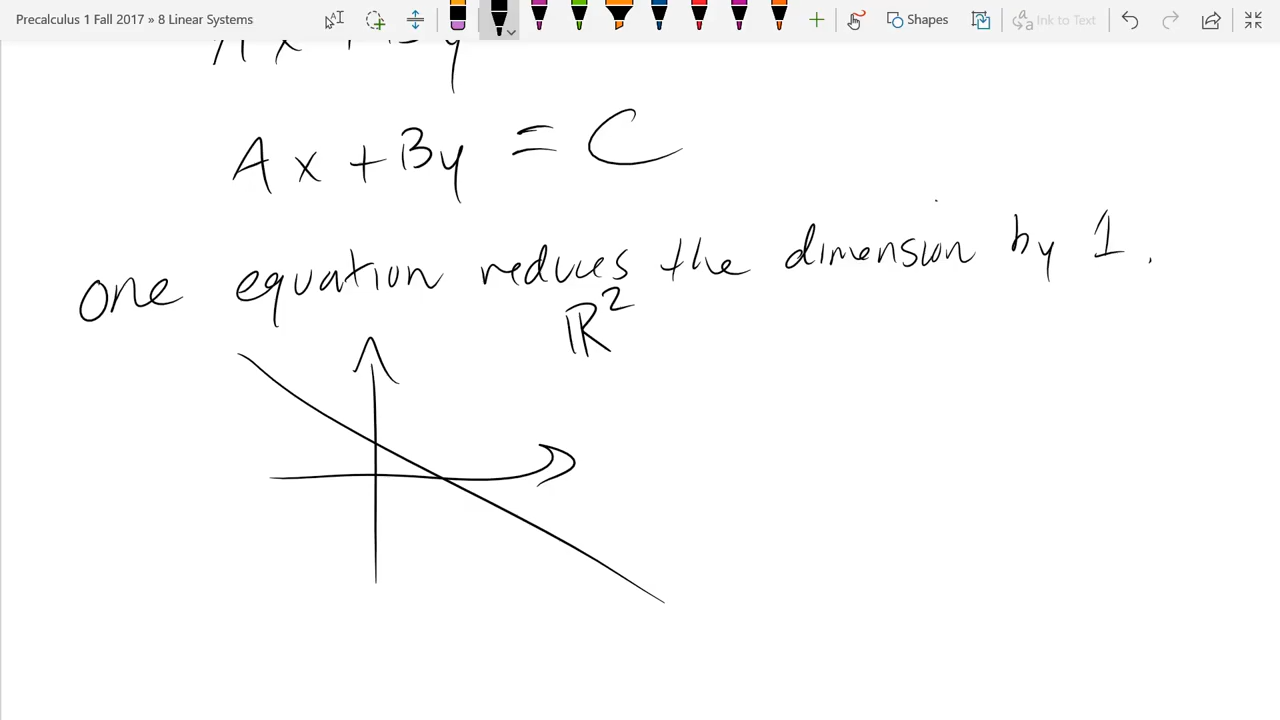 Precalculus 1 Fall 2017 » 8 Linear Systems
Shapes
Ink to Text
Ax + By = C
one equation reduces the dimension by 1.
ℝ²